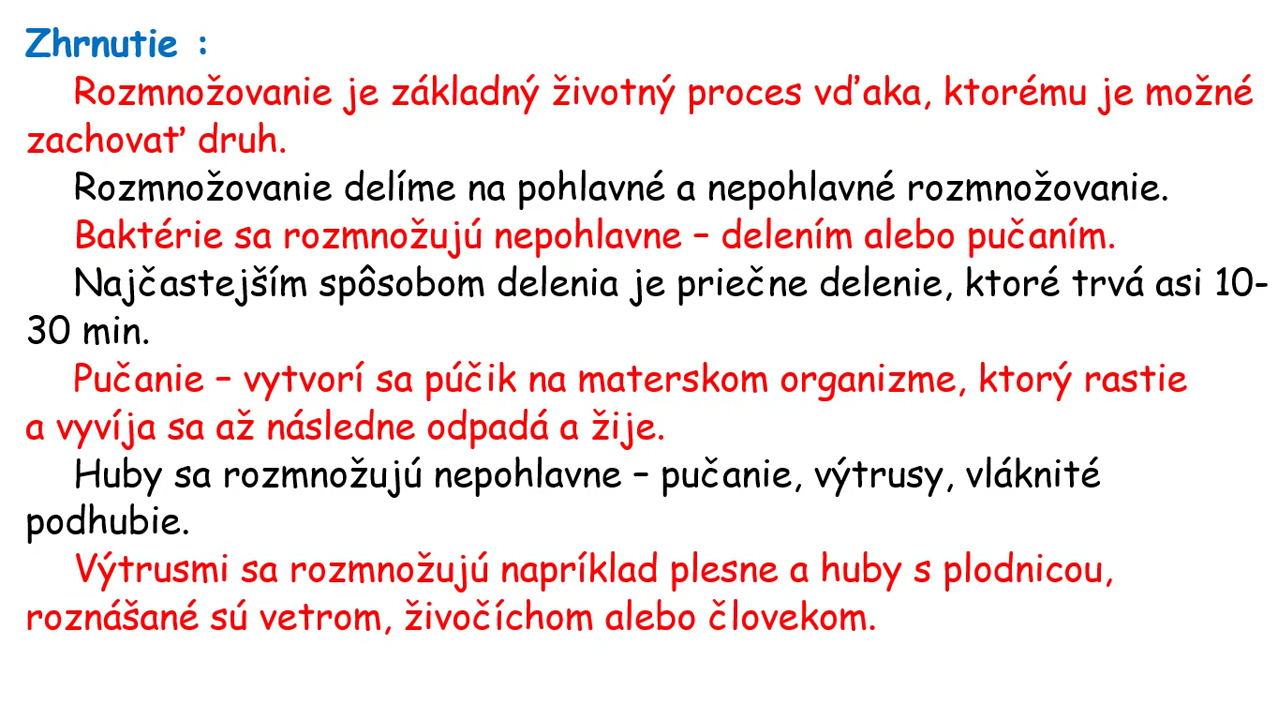 Zhrnutie :
Rozmnožovanie je základný životný proces vďaka, ktorému je možné
zachovať druh.
Rozmnožovanie delíme na pohlavné a nepohlavné rozmnožovanie.
Baktérie sa rozmnožujú nepohlavne – delením alebo pučaním.
Najčastejším spôsobom delenia je priečne delenie, ktoré trvá asi 10-
30 min.
Pučanie – vytvorí sa púčik na materskom organizme, ktorý rastie
a vyvíja sa až následne odpadá a žije.
Huby sa rozmnožujú nepohlavne – pučanie, výtrusy, vláknité
podhubie.
Výtrusmi sa rozmnožujú napríklad plesne a huby s plodnicou,
roznášané sú vetrom, živočíchom alebo človekom.